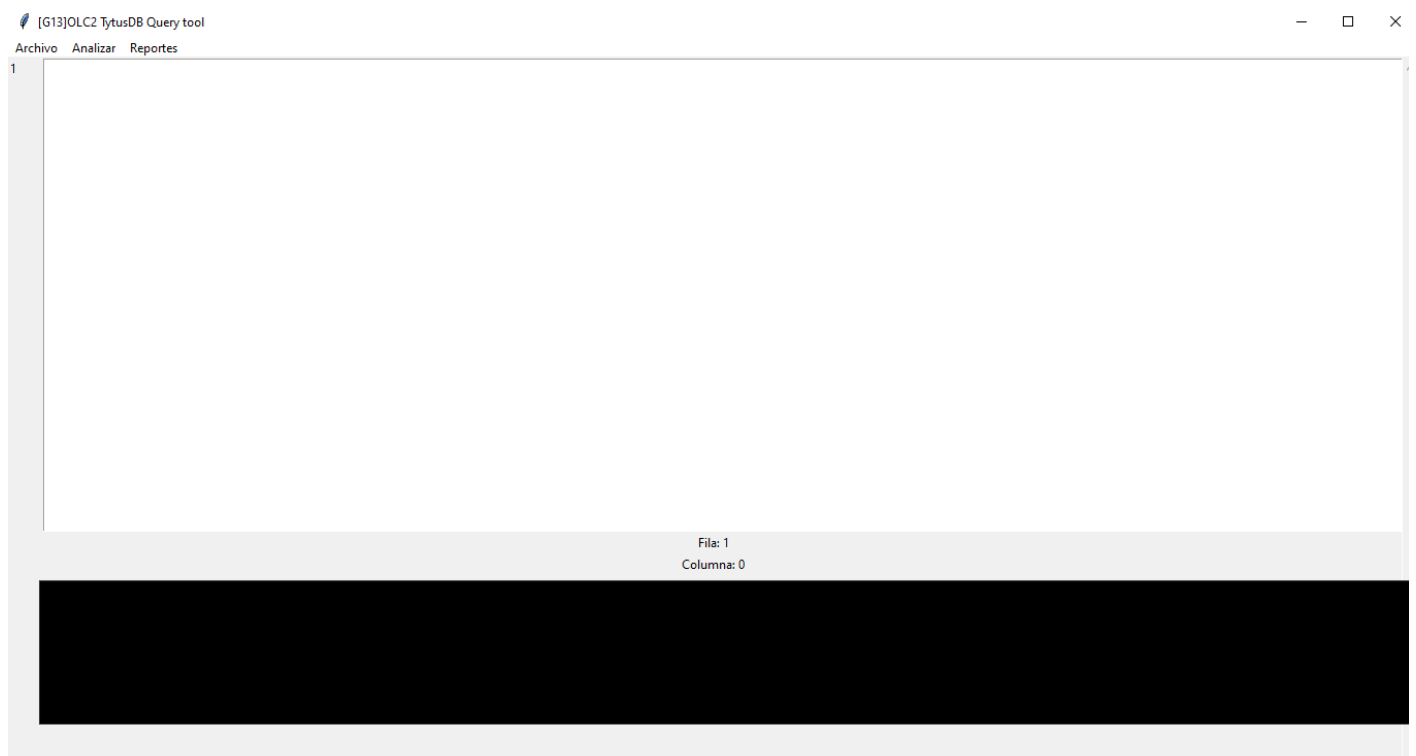 [G13]OLC2 TytusDB Query tool
Archivo Analizar Reportes
1
Fila: 1
Columna: 0